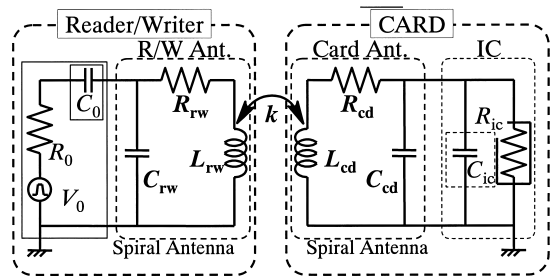 Reader/Writer
CARD
R/W Ant.
Card Ant.
IC
C0
Rrw
k
Rcd
Ric
R0
Lrw
Lcd
Cic
V0
Crw
Ccd
Spiral Antenna
Spiral Antenna